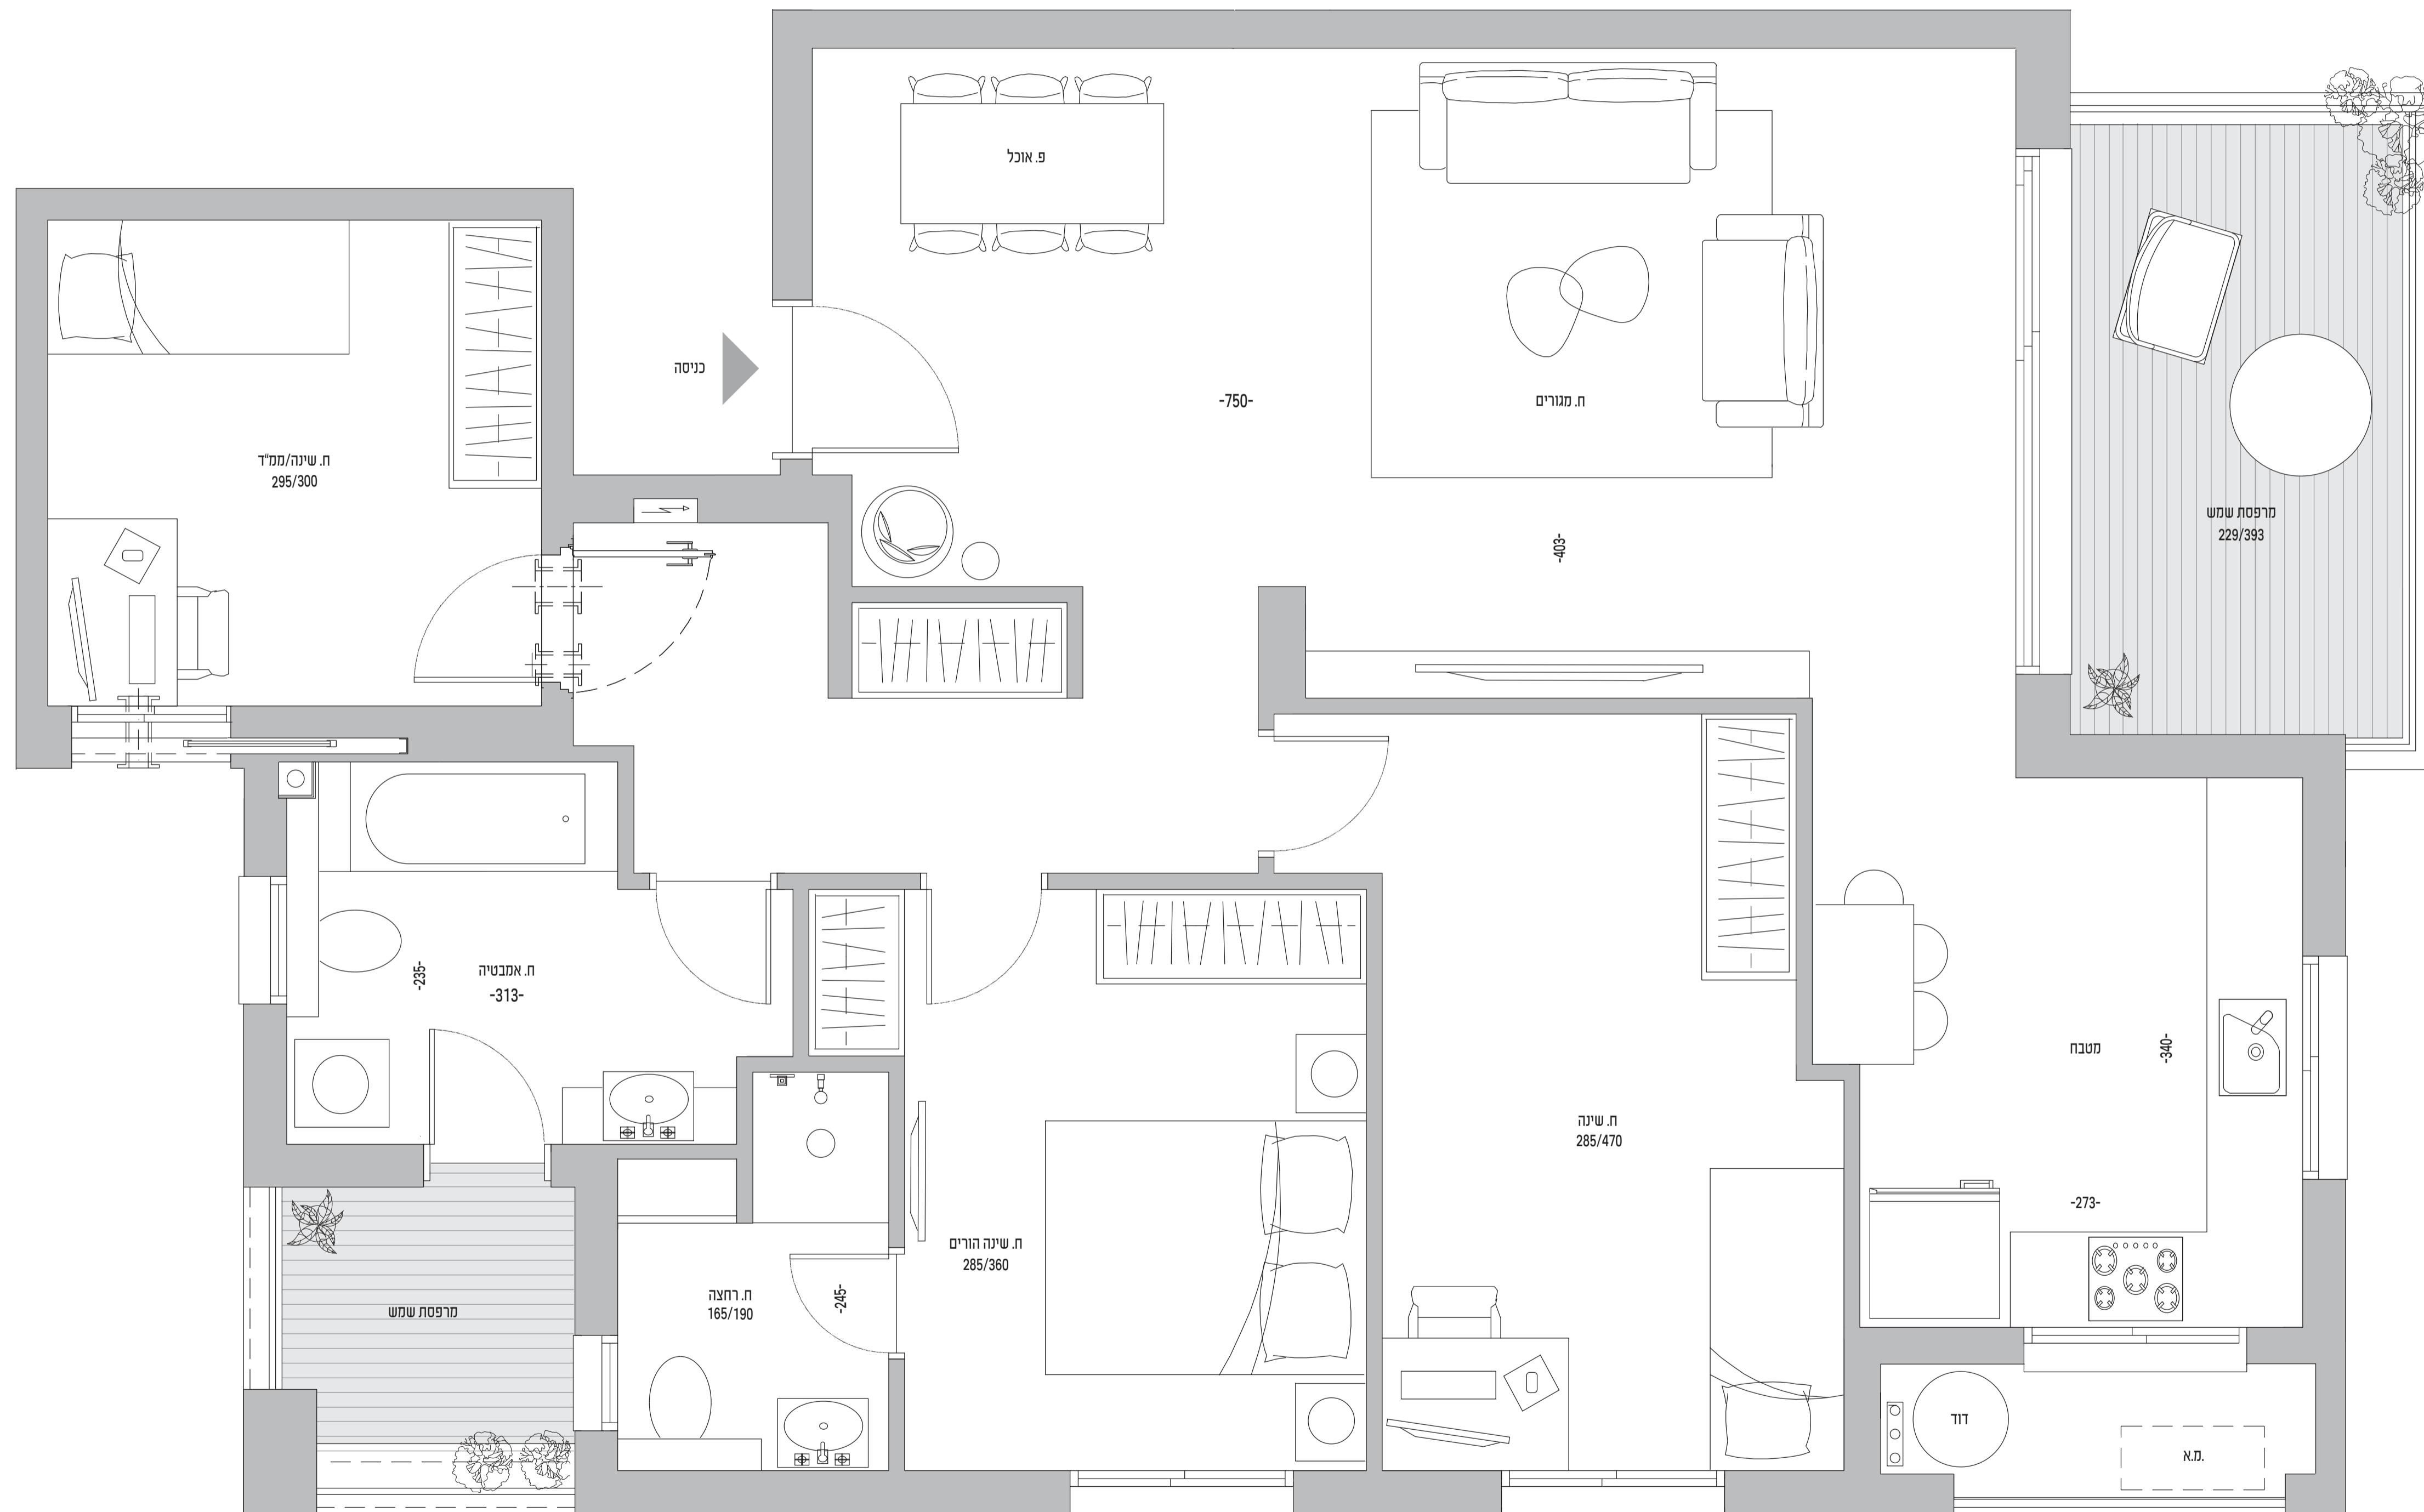 פ. אוכל
כניסה
-750-
ח. מגורים
-403-
מרפסת שמש
229/393
ח. שינה/ממ"ד
295/300
ח. אמבטיה
-313-
-235-
מטבח
-340-
-273-
ח. שינה
285/470
ח. שינה הורים
285/360
ח. רחצה
165/190
-245-
מרפסת שמש
דוד
מ.א.